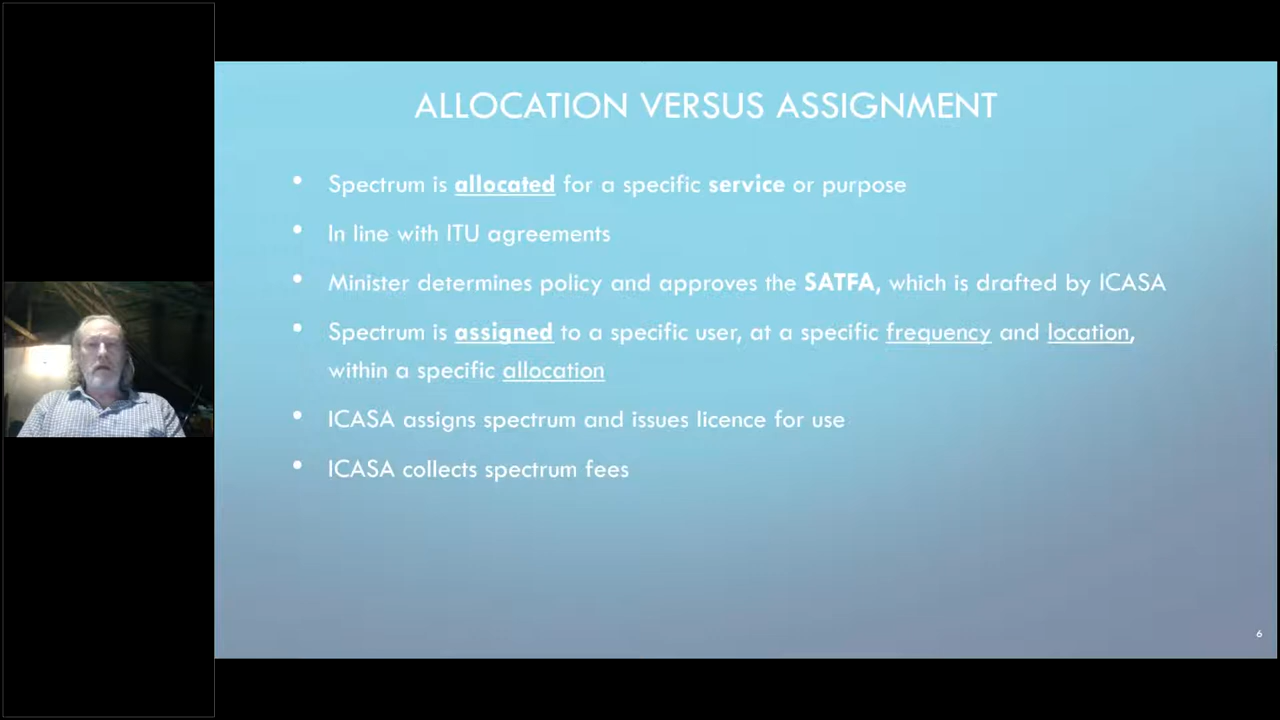 ALLOCATION VERSUS ASSIGNMENT
• Spectrum is allocated for a specific service or purpose
• In line with ITU agreements
• Minister determines policy and approves the SATFA, which is drafted by ICASA
• Spectrum is assigned to a specific user, at a specific frequency and location,
within a specific allocation
• ICASA assigns spectrum and issues licence for use
• ICASA collects spectrum fees
6